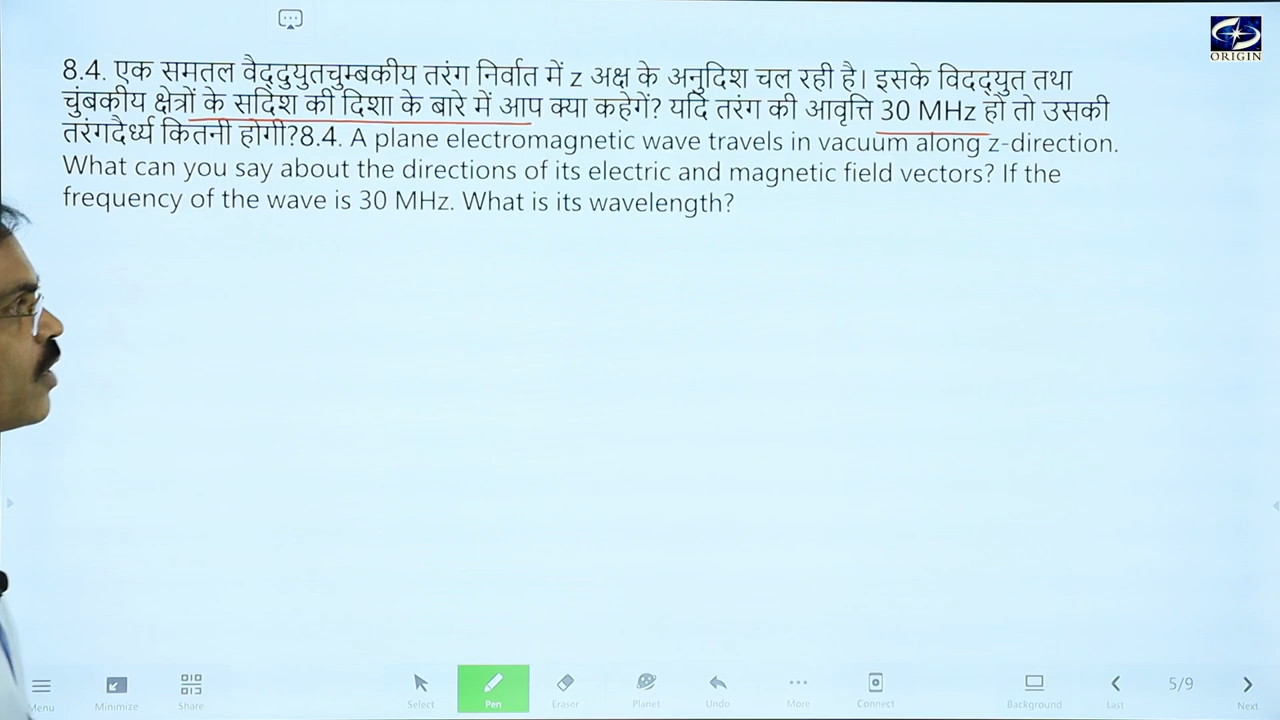 ORIGIN
8.4. एक समतल वैद्दुयुतचुम्बकीय तरंग निर्वात में z अक्ष के अनुदिश चल रही है। इसके विदद्युत तथा
चुंबकीय क्षेत्रों के सदिश की दिशा के बारे में आप क्या कहेगें? यदि तरंग की आवृत्ति 30 MHz हो तो उसकी
तरंगदैर्ध्य कितनी होगी?8.4. A plane electromagnetic wave travels in vacuum along z-direction.
What can you say about the directions of its electric and magnetic field vectors? If the
frequency of the wave is 30 MHz. What is its wavelength?
Menu Minimize Share Select Pen Eraser Planet Undo More Connect Background Last 5/9 Next